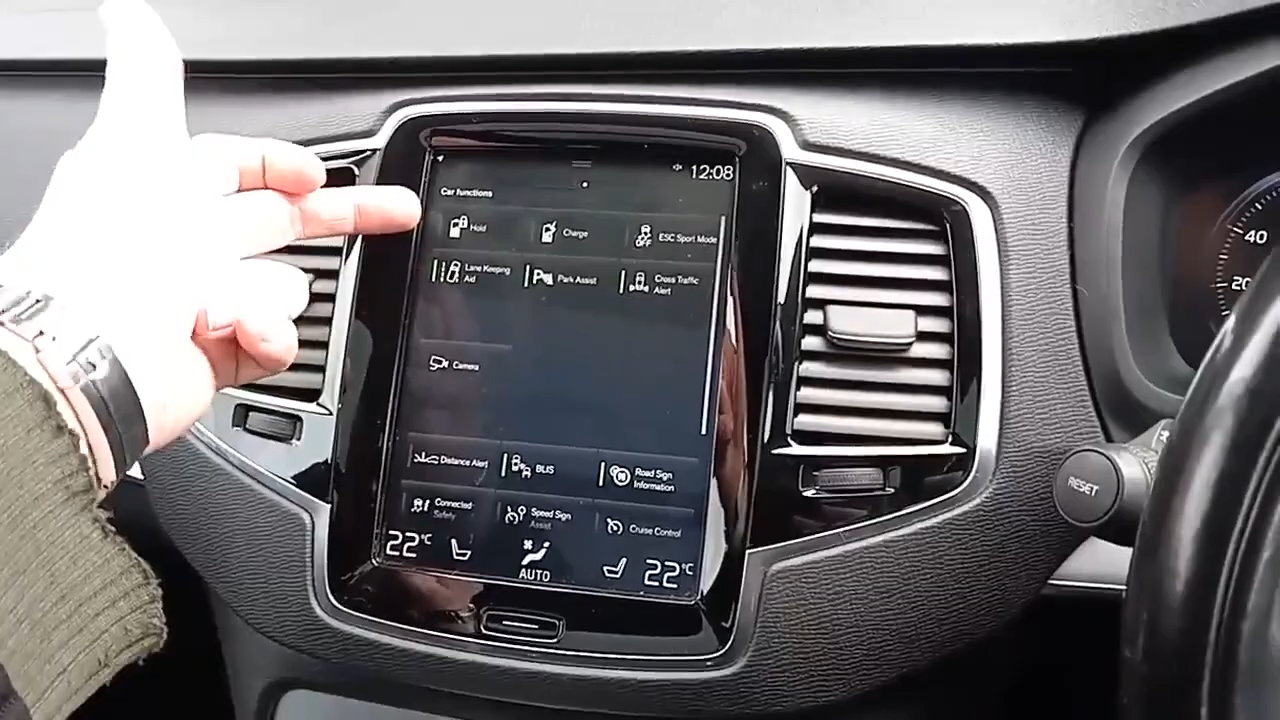 12:08
Car functions
Hold
Charge
ESC Sport Mode
Lane Keeping
Aid
Park Assist
Cross Traffic
Alert
Camera
Distance Alert
BLIS
Road Sign
Information
Connected
Safety
Speed Sign
Assist
Cruise Control
22°C
AUTO
22°C
40
20
RESET